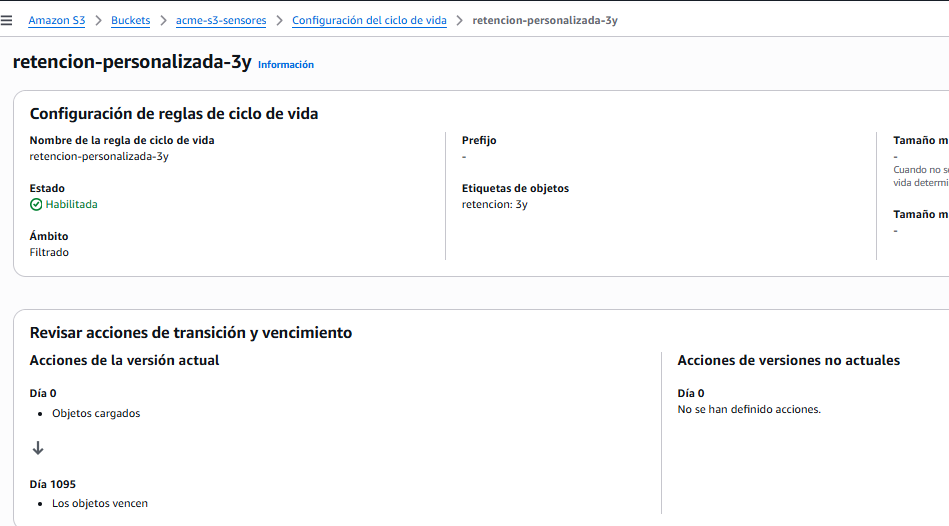 Amazon S3 > Buckets > acme-s3-sensores > Configuración del ciclo de vida > retencion-personalizada-3y
retencion-personalizada-3y Información
Configuración de reglas de ciclo de vida
Nombre de la regla de ciclo de vida
retencion-personalizada-3y
Estado
Habilitada
Ámbito
Filtrado
Prefijo
-
Etiquetas de objetos
retencion: 3y
Tamaño m
-
Cuando no s
vida determi
Tamaño m
-
Revisar acciones de transición y vencimiento
Acciones de la versión actual
Día 0
• Objetos cargados
↓
Día 1095
• Los objetos vencen
Acciones de versiones no actuales
Día 0
No se han definido acciones.